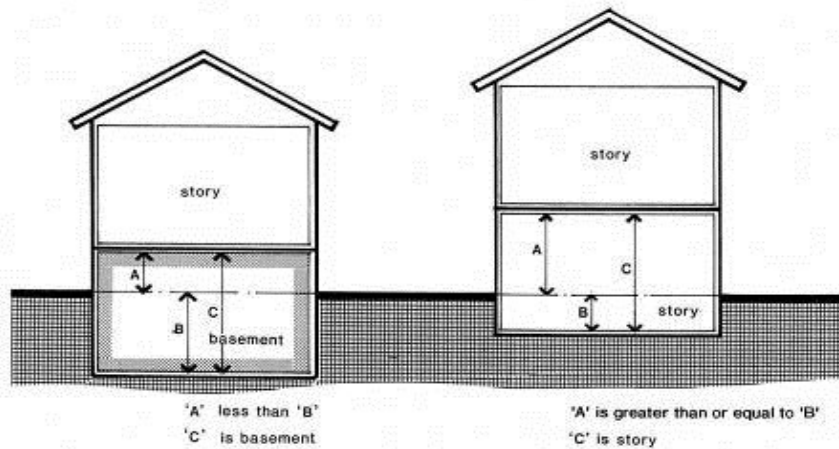 story
A
B
C
basement
'A' less than 'B'
'C' is basement
story
A
C
B
story
'A' is greater than or equal to 'B'
'C' is story